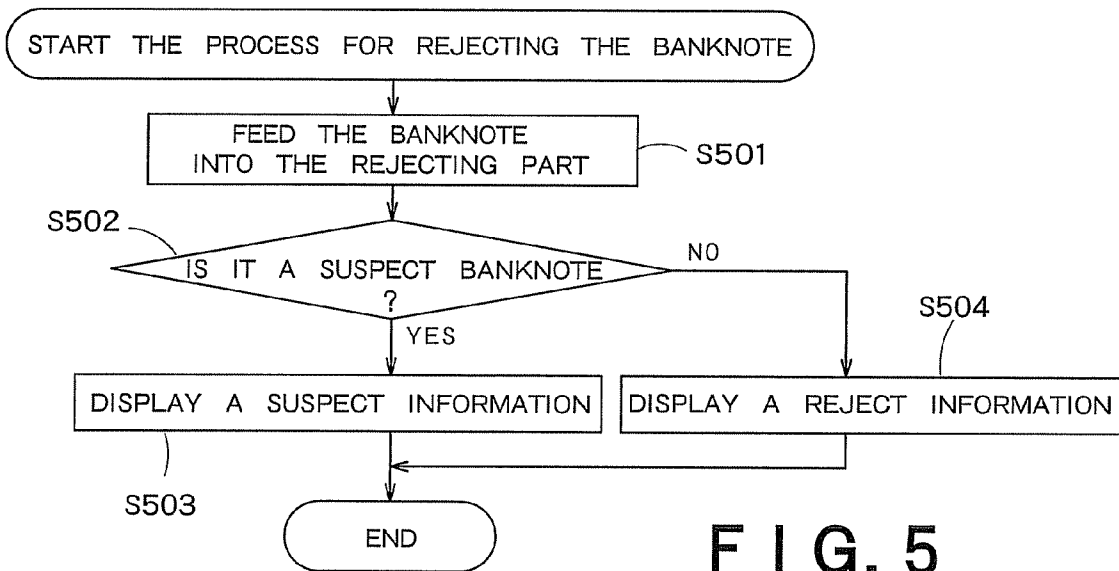 START THE PROCESS FOR REJECTING THE BANKNOTE
FEED THE BANKNOTE
INTO THE REJECTING PART
S501
S502
IS IT A SUSPECT BANKNOTE
?
NO
YES
S504
DISPLAY A SUSPECT INFORMATION
DISPLAY A REJECT INFORMATION
S503
END
FIG. 5